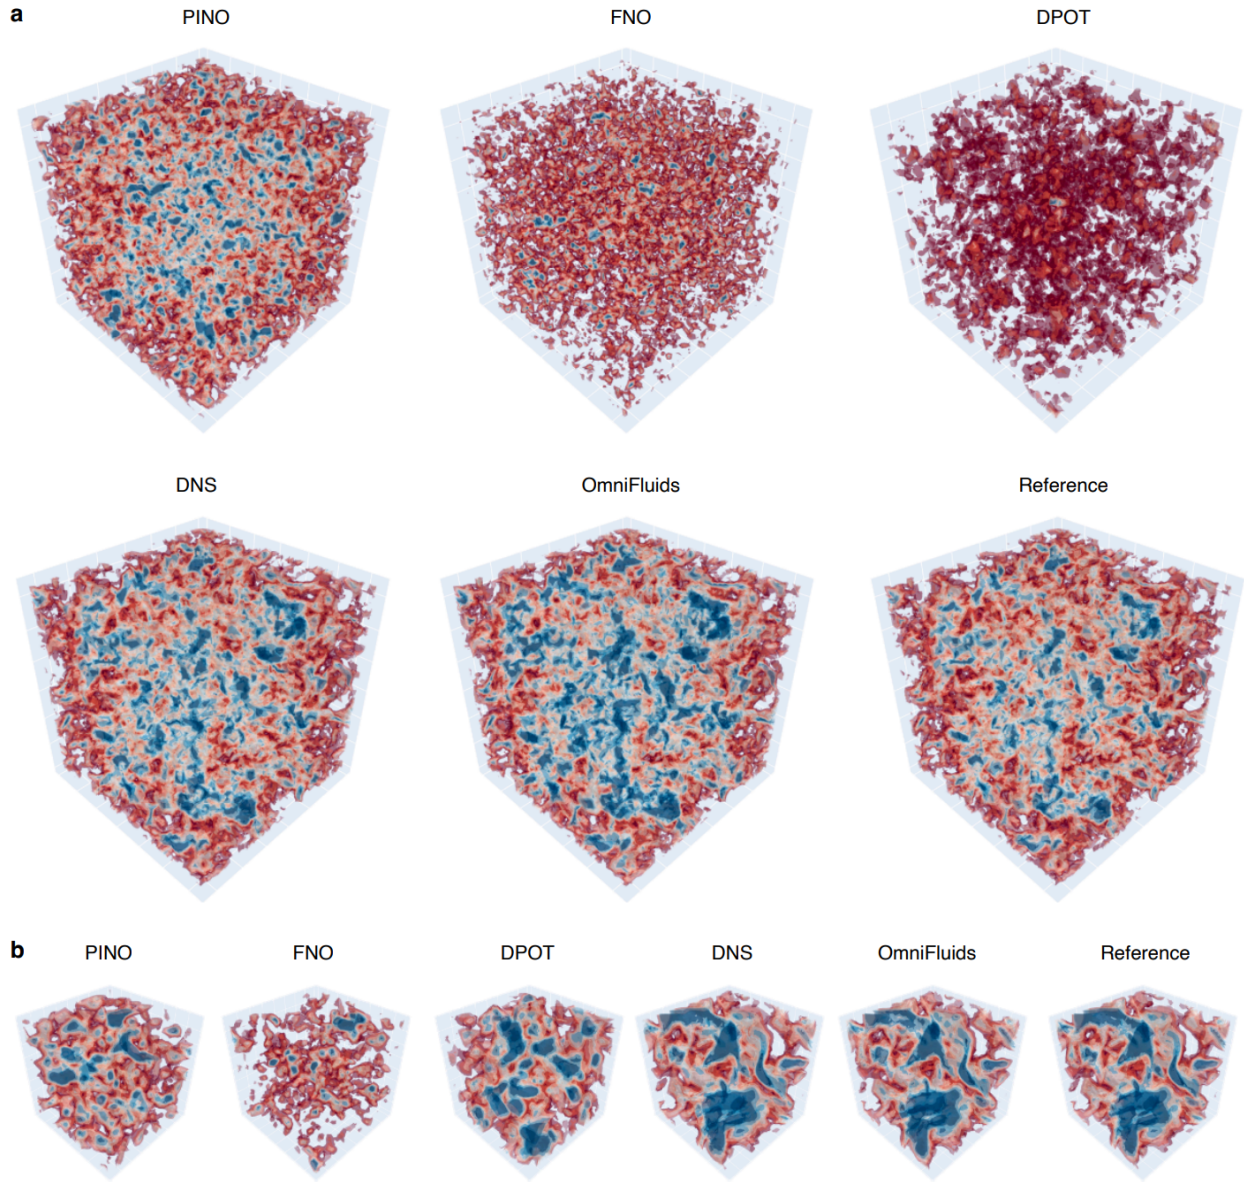 a
PINO FNO DPOT
DNS OmniFluids Reference
b
PINO FNO DPOT DNS OmniFluids Reference